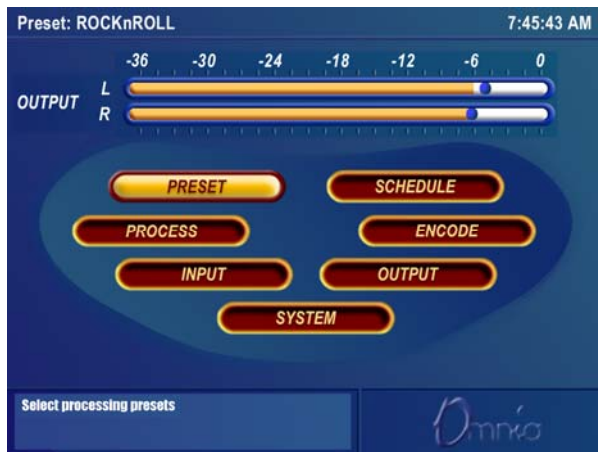 Preset: ROCKnROLL 7:45:43 AM
-36 -30 -24 -18 -12 -6 0
OUTPUT L
R
PRESET SCHEDULE
PROCESS ENCODE
INPUT OUTPUT
SYSTEM
Select processing presets
Omnia